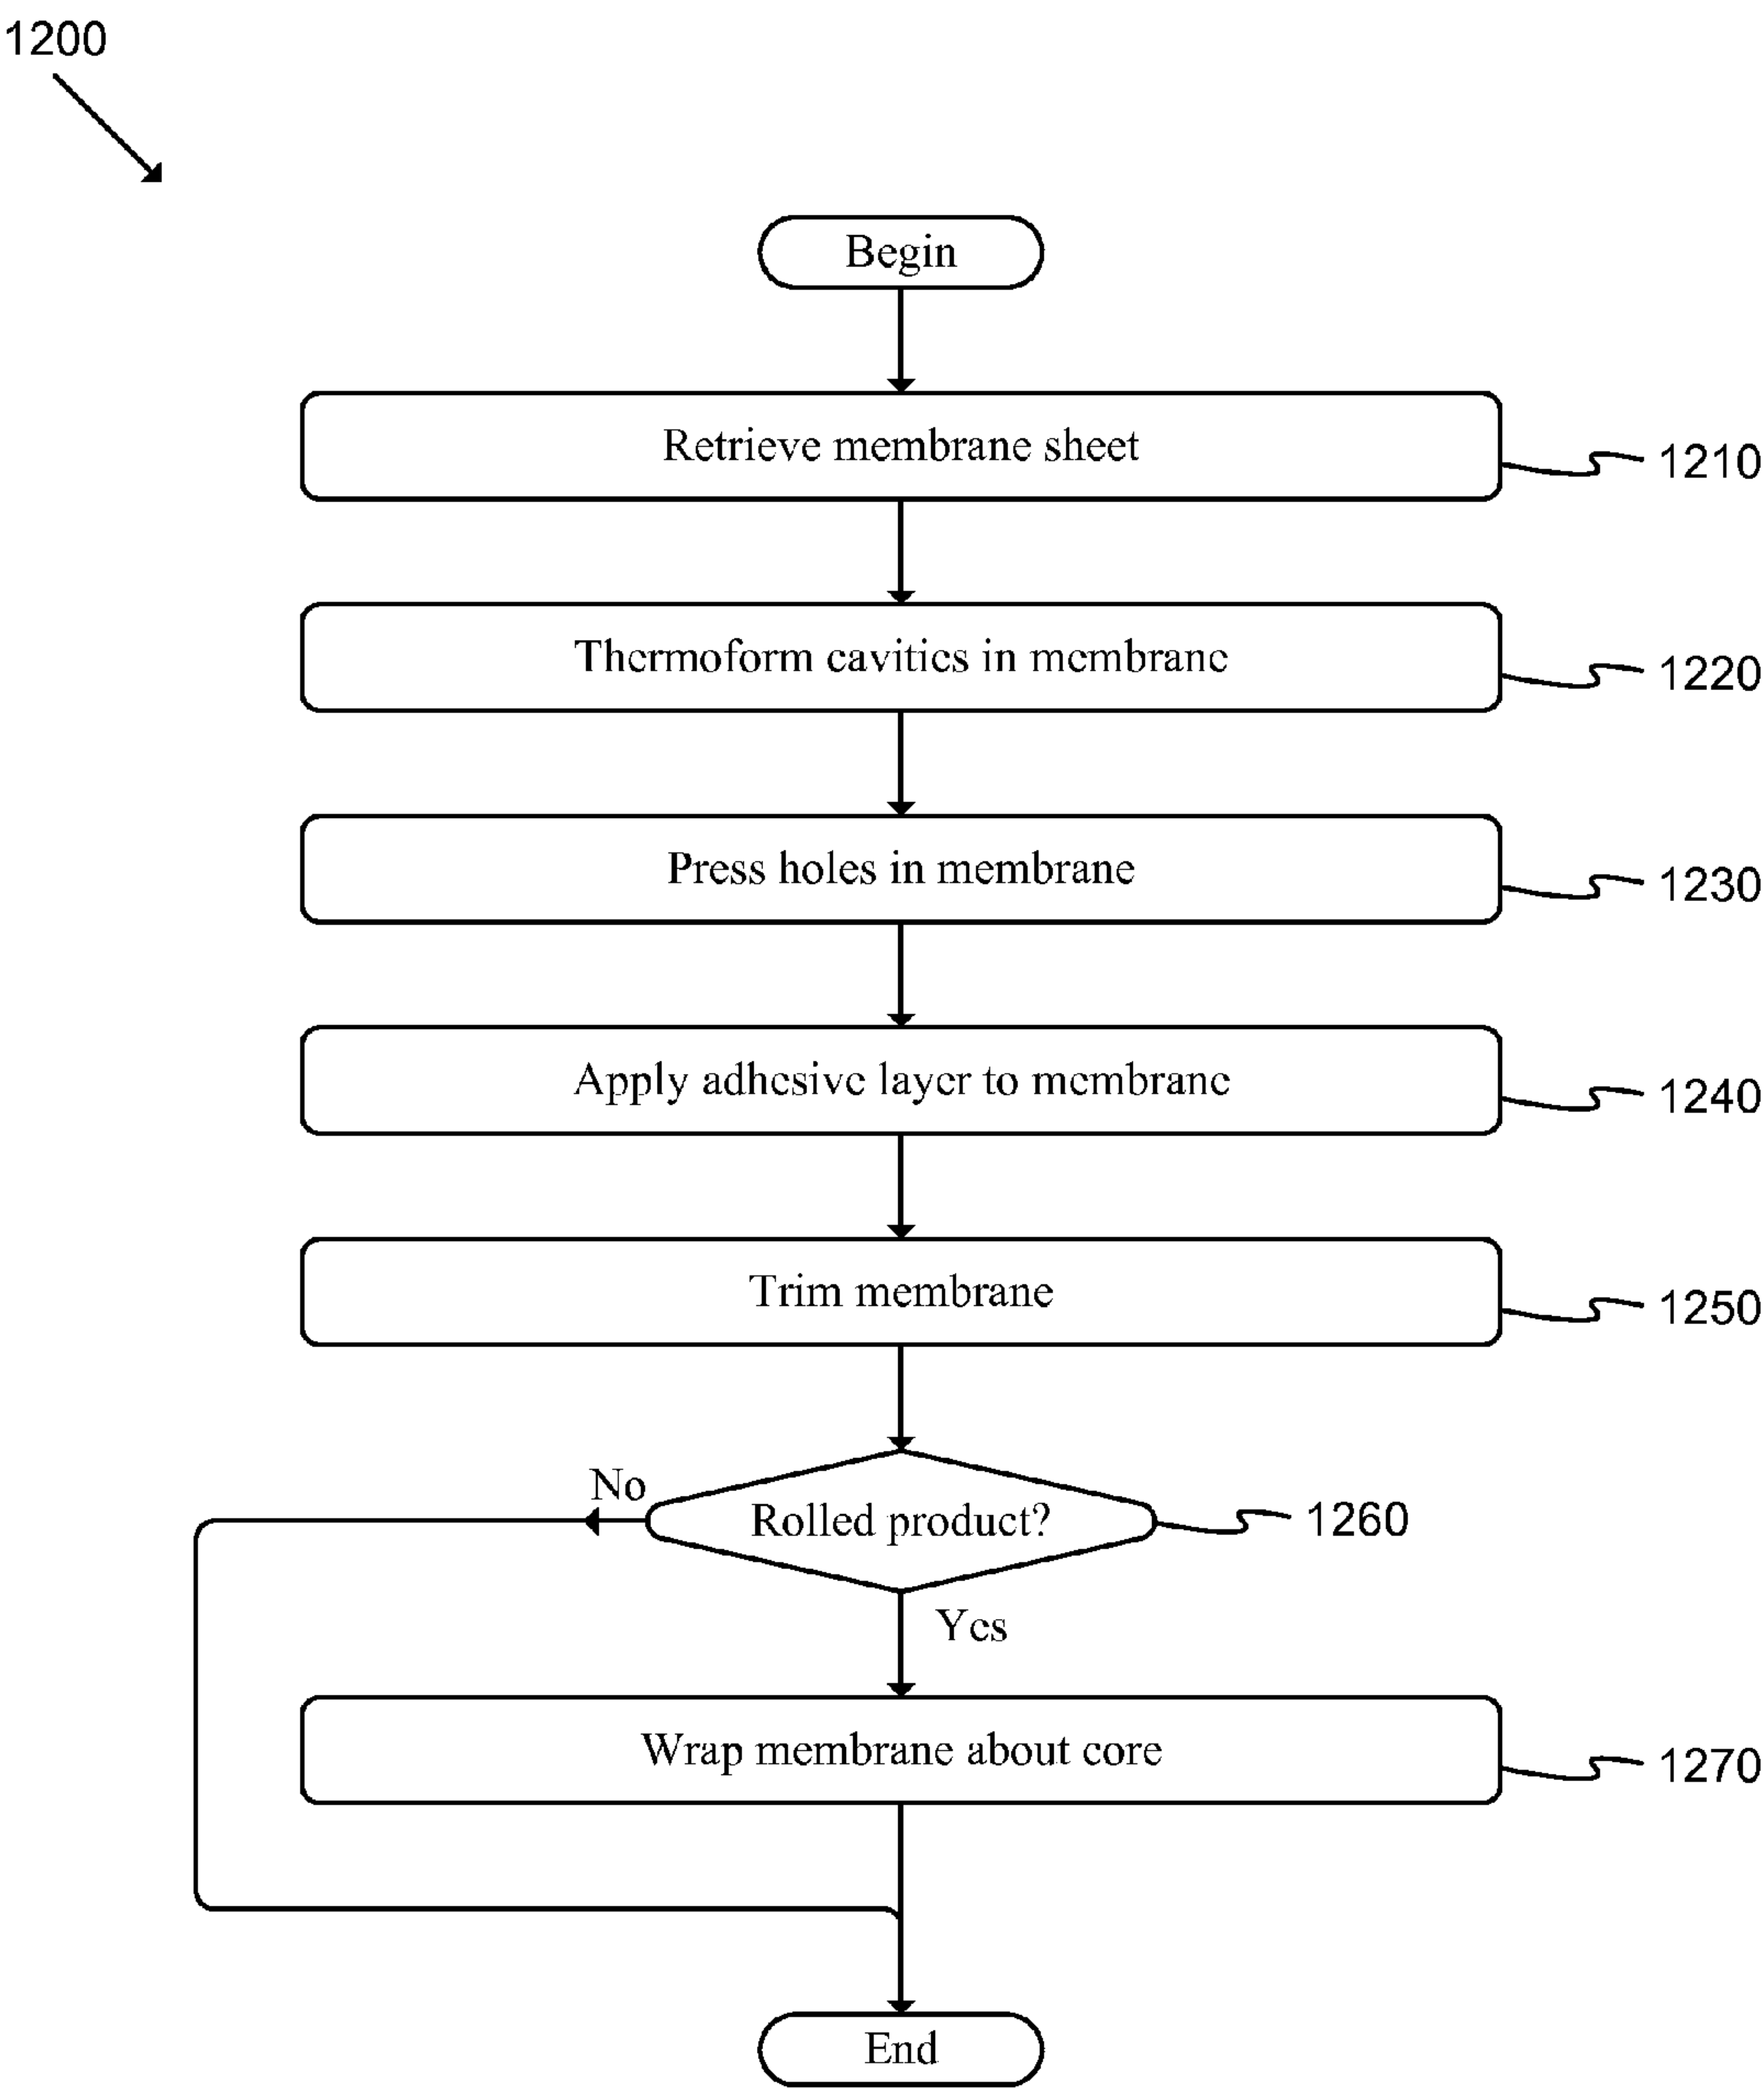 1200
Begin
Retrieve membrane sheet
1210
Thermoform cavities in membrane
1220
Press holes in membrane
1230
Apply adhesive layer to membrane
1240
Trim membrane
1250
No
Rolled product?
1260
Yes
Wrap membrane about core
1270
End